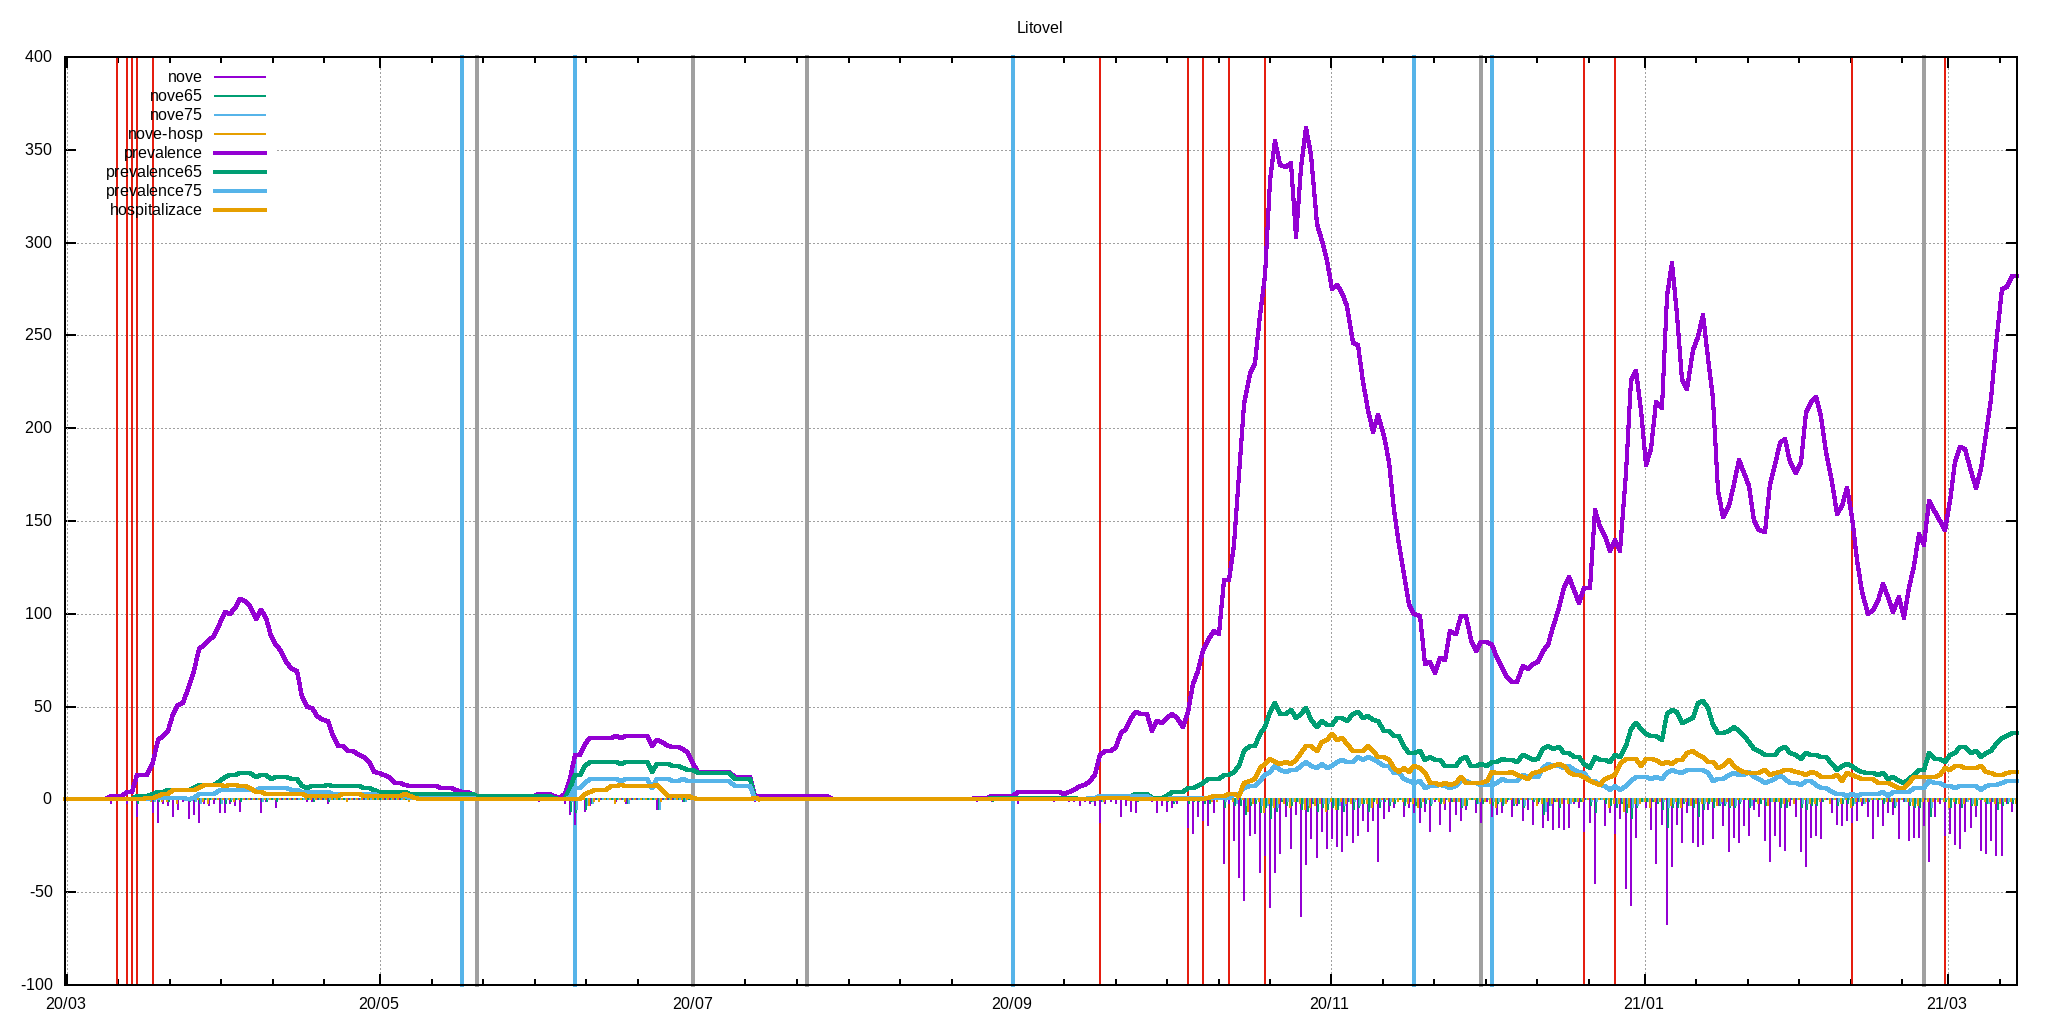 Litovel
400
350
300
250
200
150
100
50
0
-50
-100
nove
nove65
nove75
nove-hosp
prevalence
prevalence65
prevalence75
hospitalizace
20/03 20/05 20/07 20/09 20/11 21/01 21/03